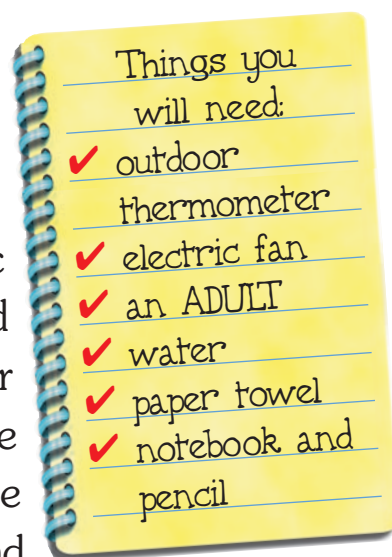 Things you
will need:
✔ outdoor
thermometer
✔ electric fan
✔ an ADULT
✔ water
✔ paper towel
✔ notebook and
pencil